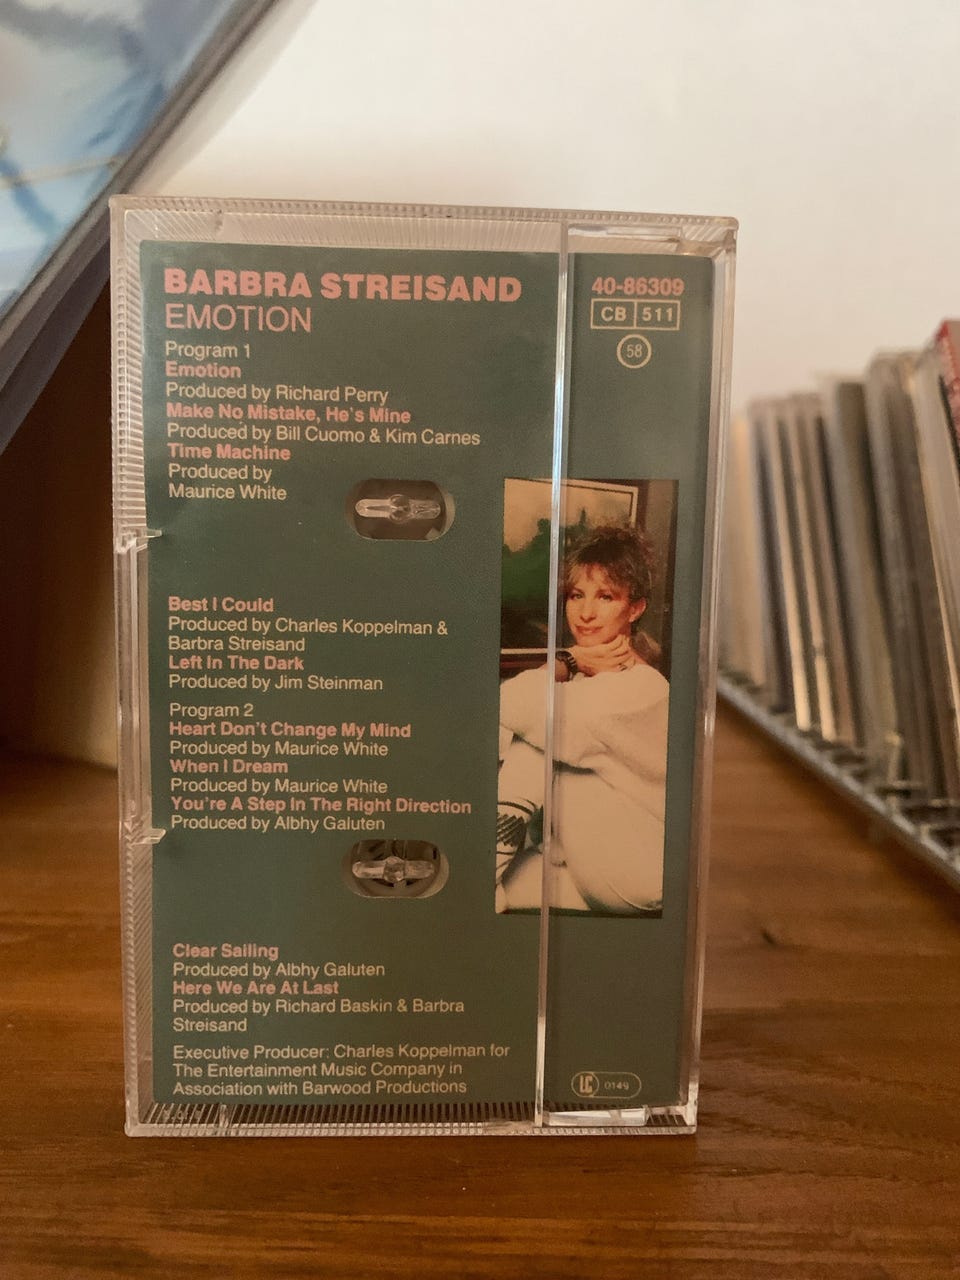 BARBRA STREISAND
EMOTION
Program 1
Emotion
Produced by Richard Perry
Make No Mistake, He's Mine
Produced by Bill Cuomo & Kim Carnes
Time Machine
Produced by
Maurice White
Best I Could
Produced by Charles Koppelman &
Barbra Streisand
Left In The Dark
Produced by Jim Steinman
Program 2
Heart Don't Change My Mind
Produced by Maurice White
When I Dream
Produced by Maurice White
You're A Step In The Right Direction
Produced by Albhy Galuten
Clear Sailing
Produced by Albhy Galuten
Here We Are At Last
Produced by Richard Baskin & Barbra
Streisand
Executive Producer: Charles Koppelman for
The Entertainment Music Company in
Association with Barwood Productions
40-86309
CB 511
58
LC 0149